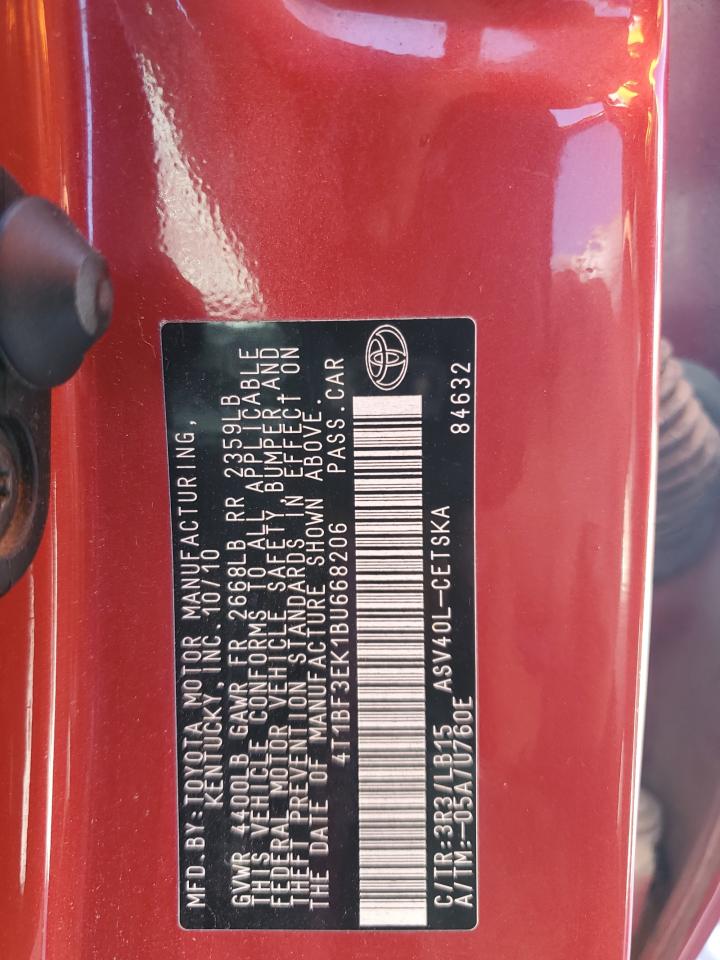 MFD.BY:TOYOTA MOTOR MANUFACTURING,
KENTUCKY, INC. 10/10
GVWR 4400LB GAWR FR 2668LB RR 2359LB
THIS VEHICLE CONFORMS TO ALL APPLICABLE
FEDERAL MOTOR VEHICLE SAFETY, BUMPER, AND
THEFT PREVENTION STANDARDS IN EFFECT ON
THE DATE OF MANUFACTURE SHOWN ABOVE.
4T1BF3EK1BU668206 PASS.CAR
C/TR:3R3/LB15 ASV40L-CETSKA
A/TM:-05A/U760E 84632